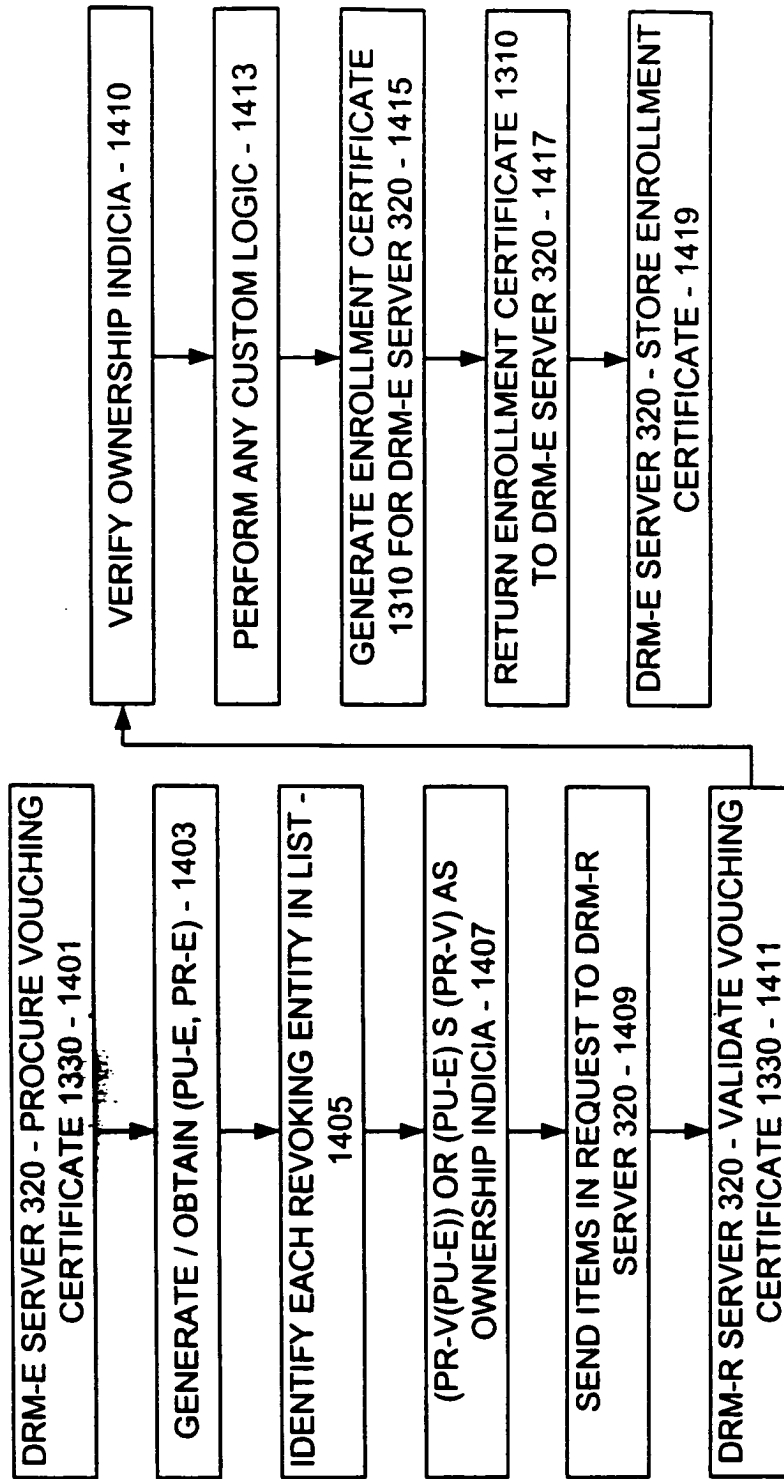 DRM-E SERVER 320 - PROCURE VOUCHING
CERTIFICATE 1330 - 1401
GENERATE / OBTAIN (PU-E, PR-E) - 1403
IDENTIFY EACH REVOKING ENTITY IN LIST -
1405
(PR-V(PU-E)) OR (PU-E) S (PR-V) AS
OWNERSHIP INDICIA - 1407
SEND ITEMS IN REQUEST TO DRM-R
SERVER 320 - 1409
DRM-R SERVER 320 - VALIDATE VOUCHING
CERTIFICATE 1330 - 1411
VERIFY OWNERSHIP INDICIA - 1410
PERFORM ANY CUSTOM LOGIC - 1413
GENERATE ENROLLMENT CERTIFICATE
1310 FOR DRM-E SERVER 320 - 1415
RETURN ENROLLMENT CERTIFICATE 1310
TO DRM-E SERVER 320 - 1417
DRM-E SERVER 320 - STORE ENROLLMENT
CERTIFICATE - 1419